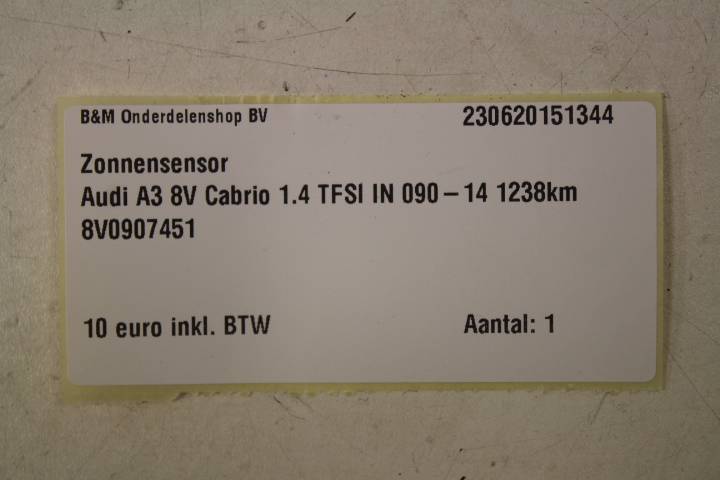 B&M Onderdelenshop BV 230620151344
Zonnensensor
Audi A3 8V Cabrio 1.4 TFSI IN 090 – 14 1238km
8V0907451
10 euro inkl. BTW Aantal: 1